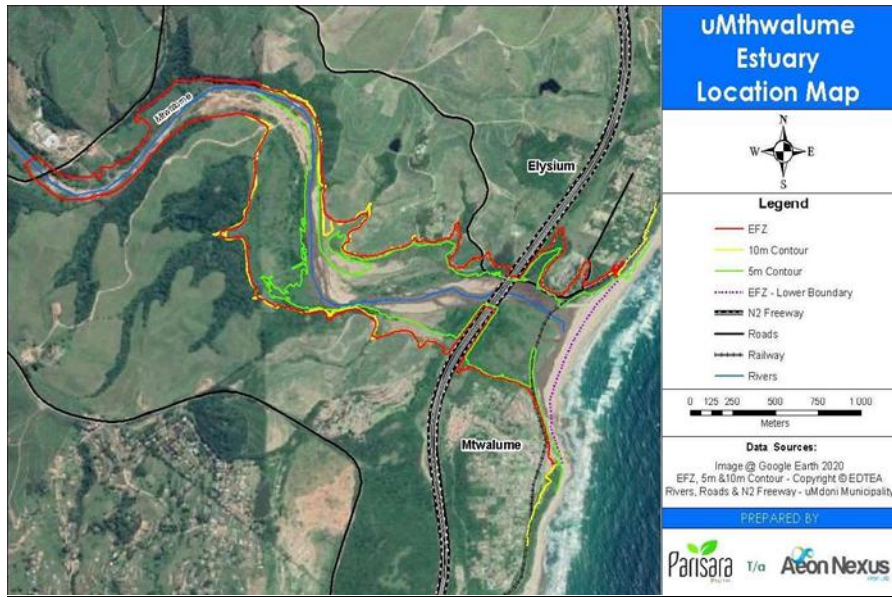 uMthwalume
Estuary
Location Map
N
W E
S
Legend
EFZ
10m Contour
5m Contour
EFZ - Lower Boundary
N2 Freeway
Roads
Railway
Rivers
0 125 250 500 750 1 000
Meters
Data Sources:
Image @ Google Earth 2020
EFZ, 5m &10m Contour - Copyright © EDTEA
Rivers, Roads & N2 Freeway - uMdoni Municipality
PREPARED BY
Parisara T/a Aeon Nexus
Mtwalume
Elysium
Mtwalume